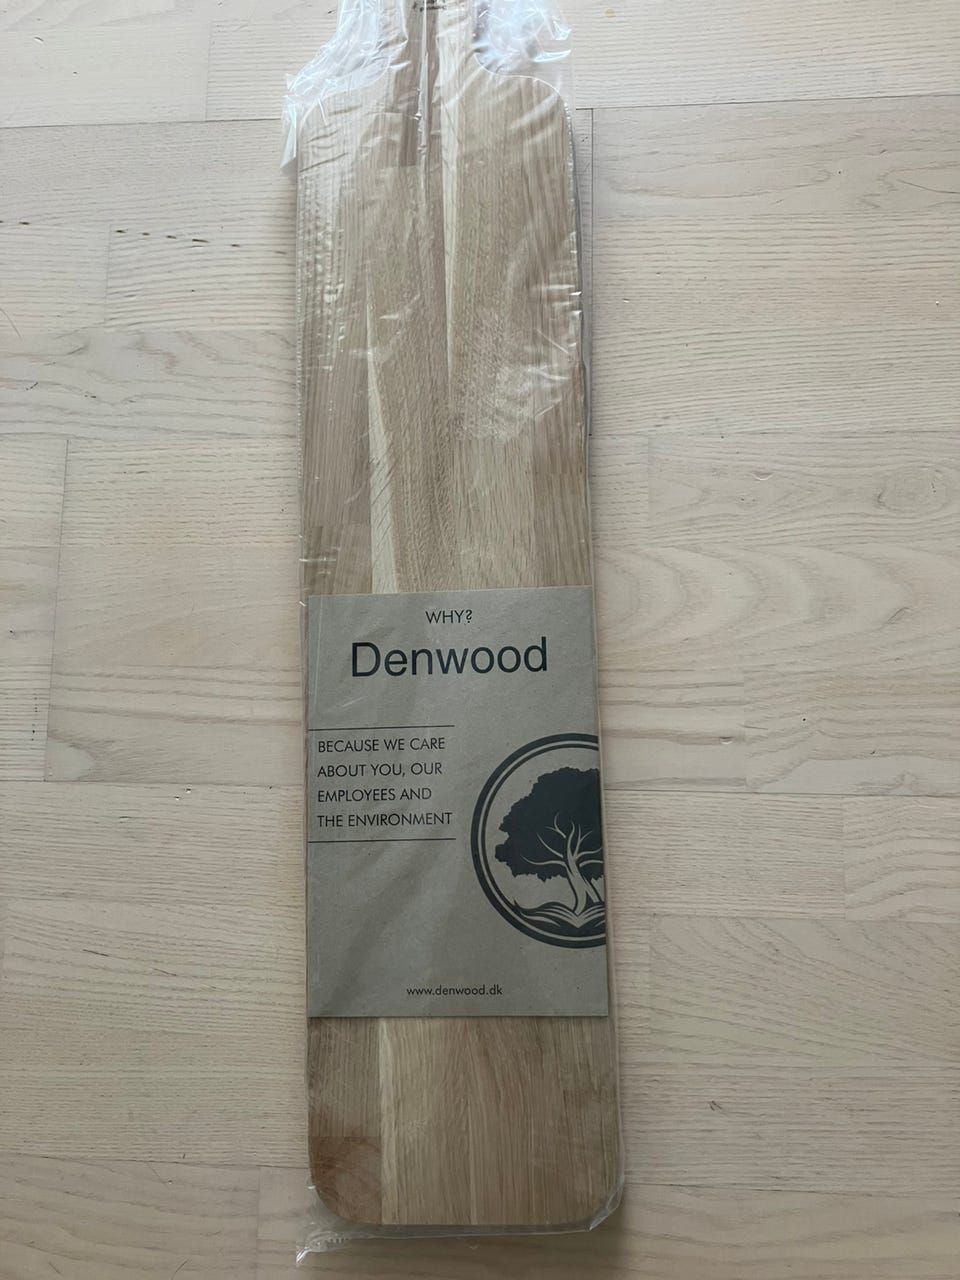 WHY?
Denwood
BECAUSE WE CARE
ABOUT YOU, OUR
EMPLOYEES AND
THE ENVIRONMENT
www.denwood.dk